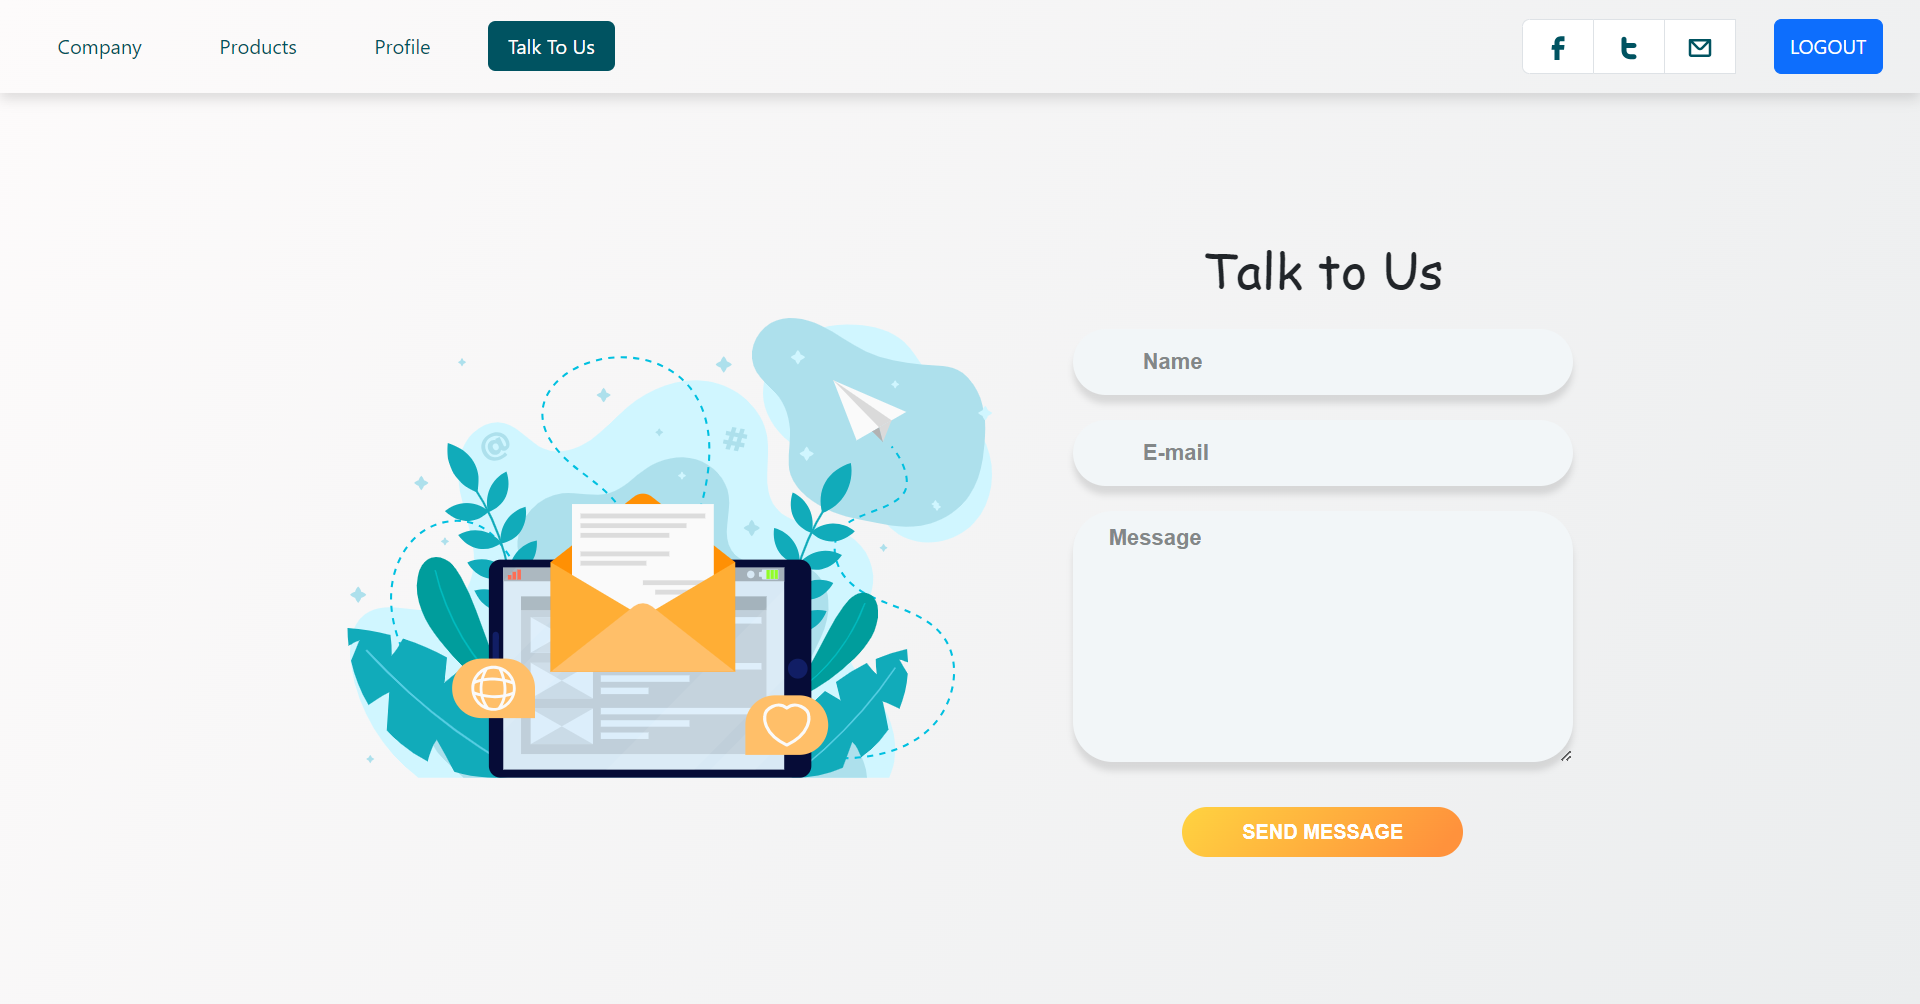 Company Products Profile Talk To Us LOGOUT
Talk to Us
Name
@ #
E-mail
Message
SEND MESSAGE